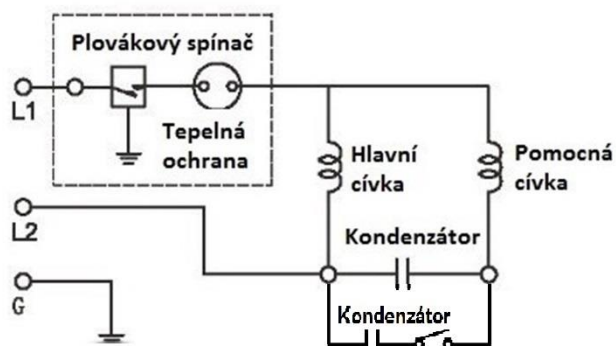 Plovákový spínač
L1
Tepelná
ochrana
Hlavní
cívka
Pomocná
cívka
L2
Kondenzátor
G
Kondenzátor